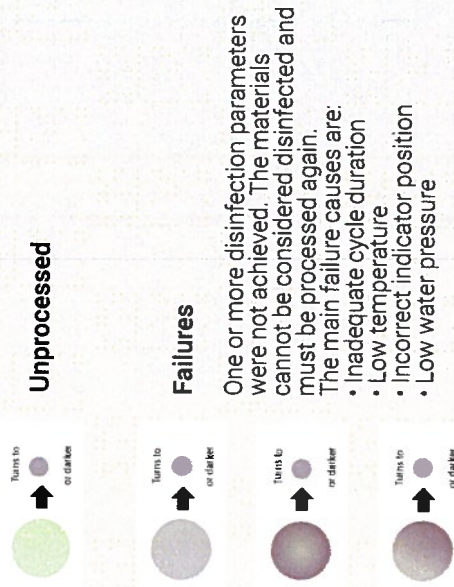 Turns to
or darker
Unprocessed
Turns to
or darker
Failures
One or more disinfection parameters
were not achieved. The materials
cannot be considered disinfected and
must be processed again.
The main failure causes are:
• Inadequate cycle duration
• Low temperature
• Incorrect indicator position
• Low water pressure
Turns to
or darker
Turns to
or darker